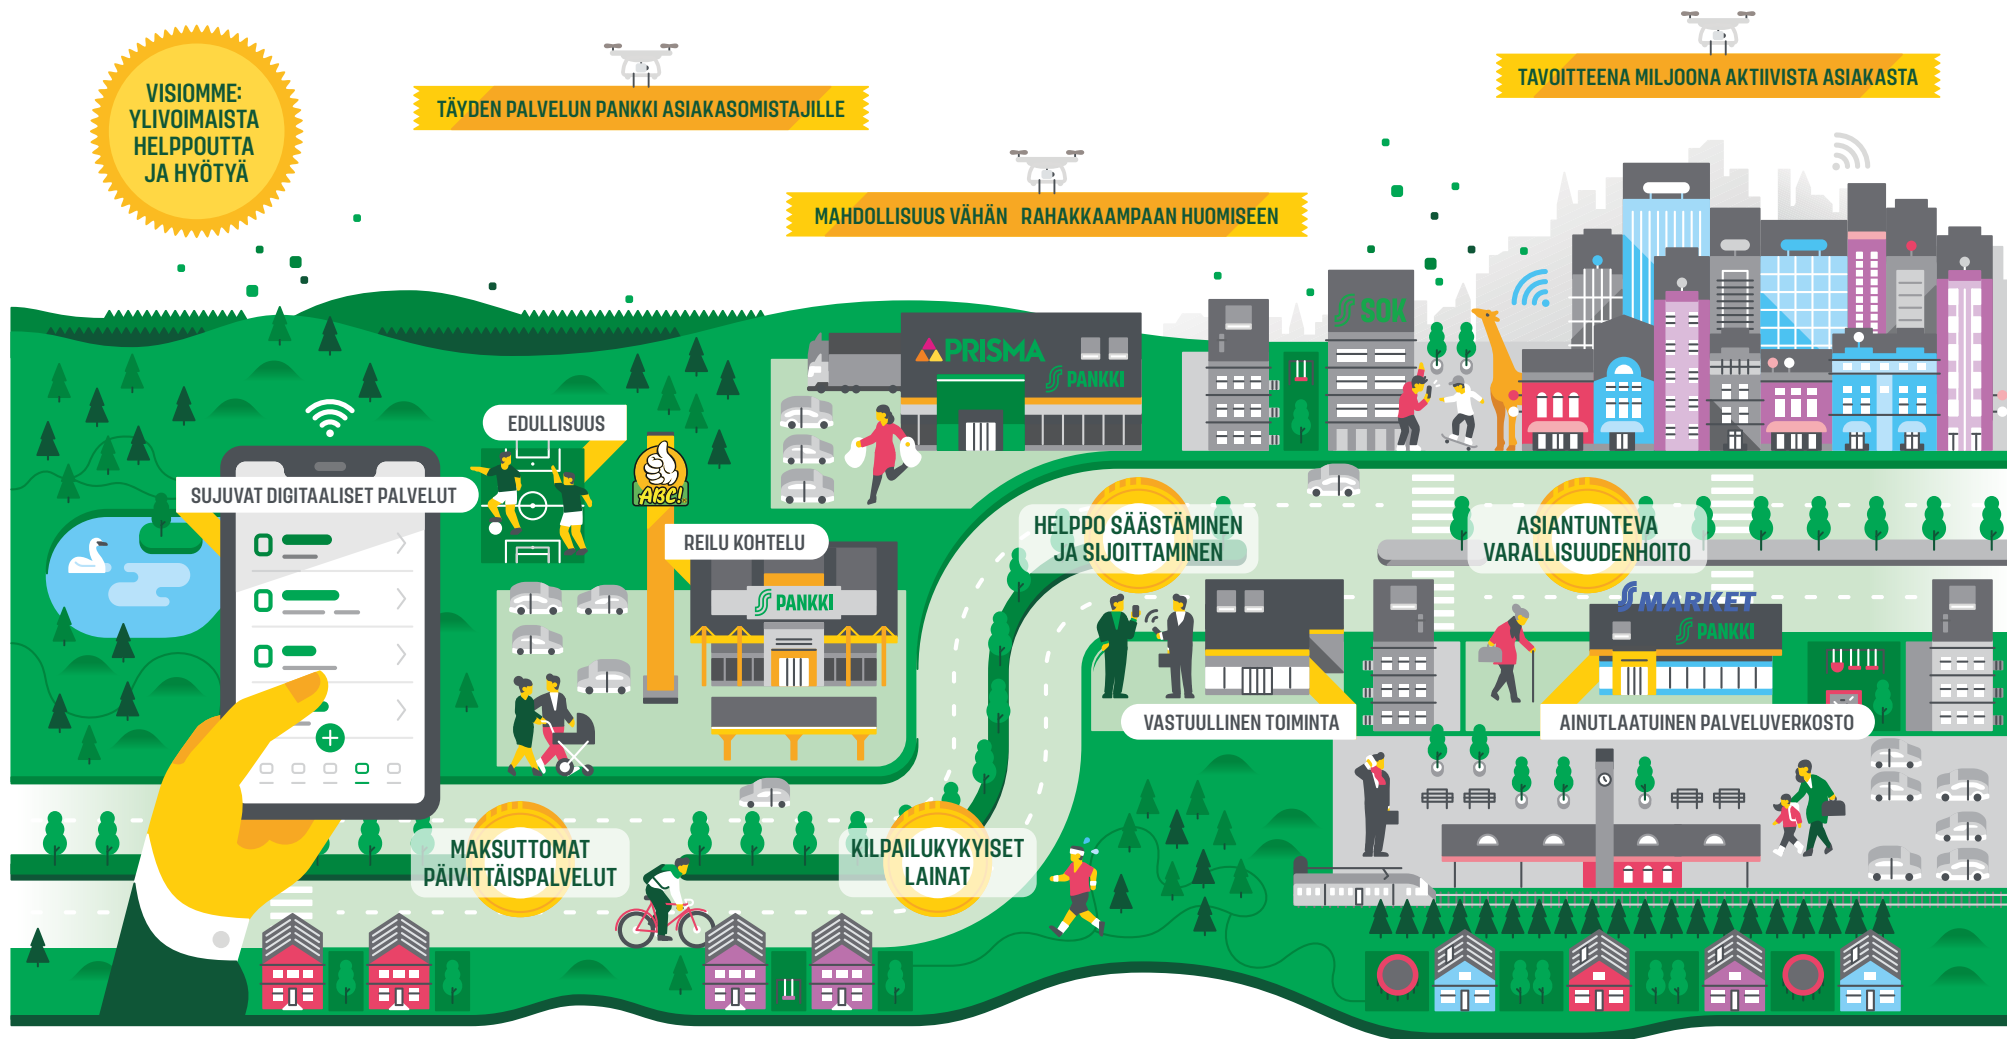 VISIOMME:
YLIVOIMAISTA
HELPPOUTTA
JA HYÖTYÄ
TÄYDEN PALVELUN PANKKI ASIAKASOMISTAJILLE
TAVOITTEENA MILJOONA AKTIIVISTA ASIAKASTA
MAHDOLLISUUS VÄHÄN RAHAKKAAMPAAN HUOMISEEN
SOK
PRISMA
PANKKI
EDULLISUUS
ABC!
SUJUVAT DIGITAALISET PALVELUT
REILU KOHTELU
PANKKI
HELPPO SÄÄSTÄMINEN
JA SIJOITTAMINEN
ASIANTUNTEVA
VARALLISUUDENHOITO
S MARKET
PANKKI
VASTUULLINEN TOIMINTA
AINUTLAATUINEN PALVELUVERKOSTO
MAKSUTTOMAT
PÄIVITTÄISPALVELUT
KILPAILUKYKYISET
LAINAT